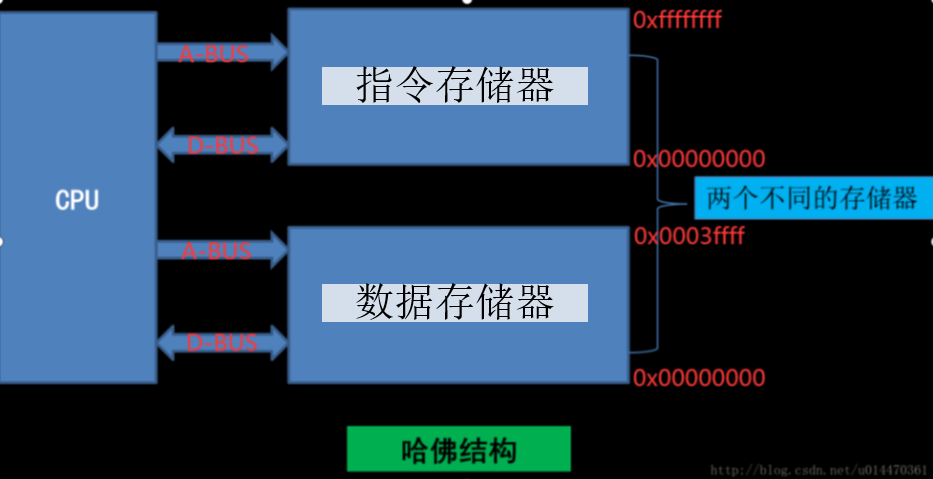 0xffffffff
A-BUS
指令存储器
D-BUS
0x00000000
CPU
两个不同的存储器
0x0003ffff
A-BUS
数据存储器
D-BUS
0x00000000
哈佛结构
http://blog.csdn.net/u014470361